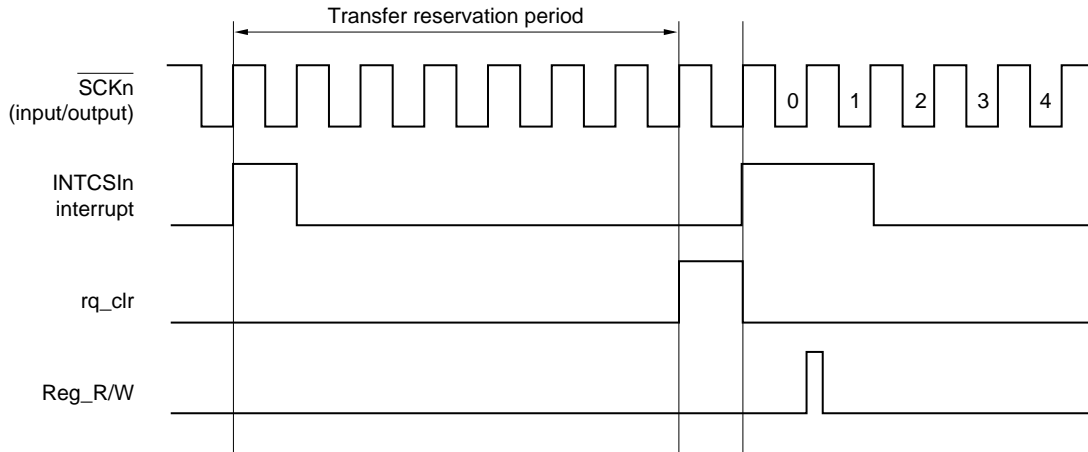 Transfer reservation period
SCKn
(input/output)
0 1 2 3 4
INTCSIn
interrupt
rq_clr
Reg_R/W